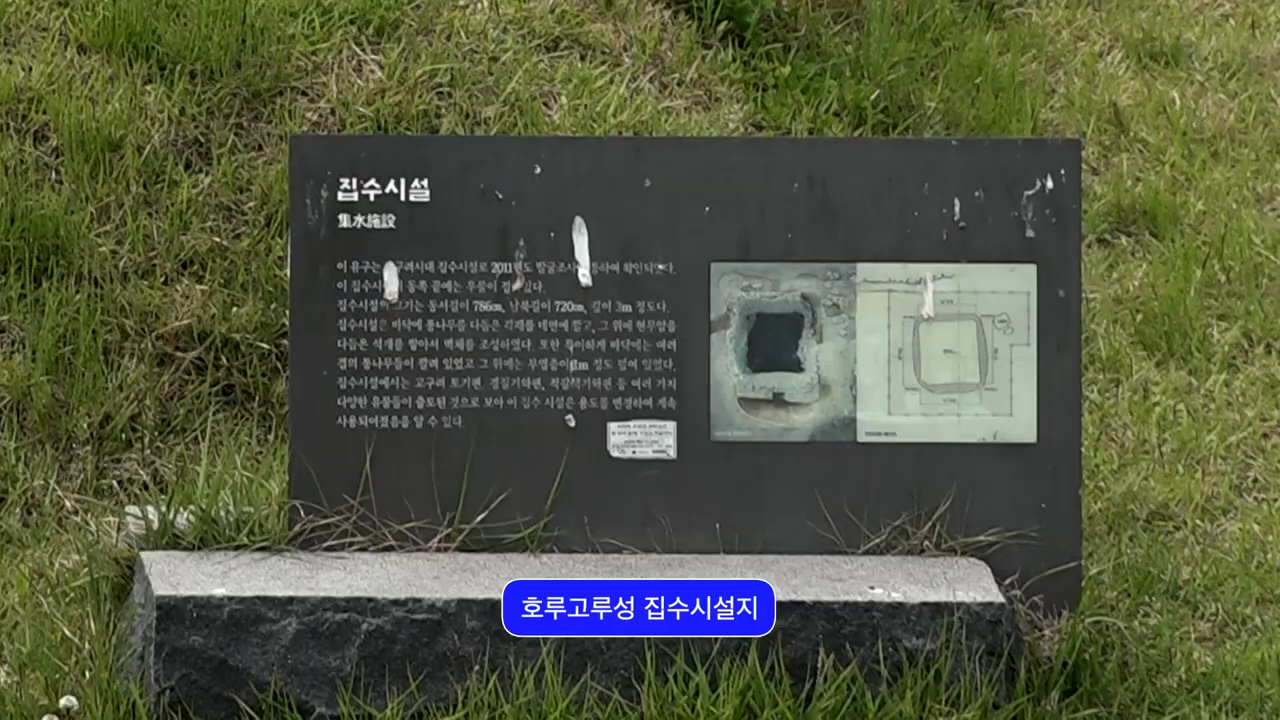 집수시설
集水施設
이 유구는 고구려시대 집수시설로 2011년도 발굴조사를 통하여 확인되었다.
이 집수시설의 동쪽 끝에는 우물이 접해있다.
집수시설의 크기는 동서길이 786㎝, 남북길이 720㎝, 깊이 3m 정도다.
집수시설은 바닥에 통나무를 다듬은 각재를 네면에 깔고, 그 위에 현무암을
다듬은 석재를 쌓아서 벽체를 조성하였다. 또한 특이하게 바닥에는 여러
겹의 통나무들이 깔려 있었고 그 위에는 부엽층이 1m 정도 덮여 있었다.
집수시설에서는 고구려 토기편, 경질기와편, 적갈색기와편 등 여러 가지
다양한 유물들이 출토된 것으로 보아 이 집수 시설은 용도를 변경하여 계속
사용되어졌음을 알 수 있다.
호루고루성 집수시설지